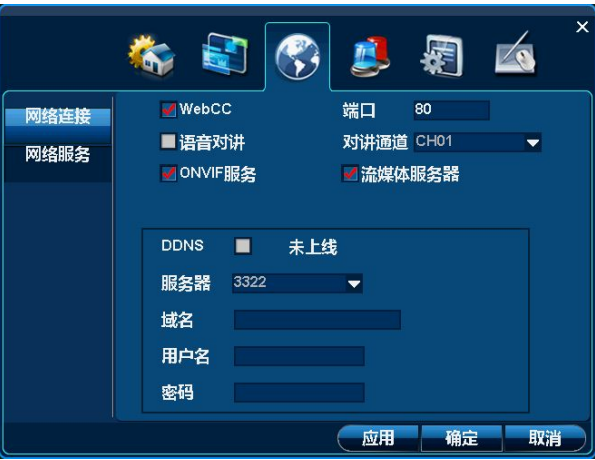 网络连接
网络服务
WebCC 端口 80
语音对讲 对讲通道 CH01
ONVIF服务 流媒体服务器
DDNS 未上线
服务器 3322
域名
用户名
密码
应用 确定 取消